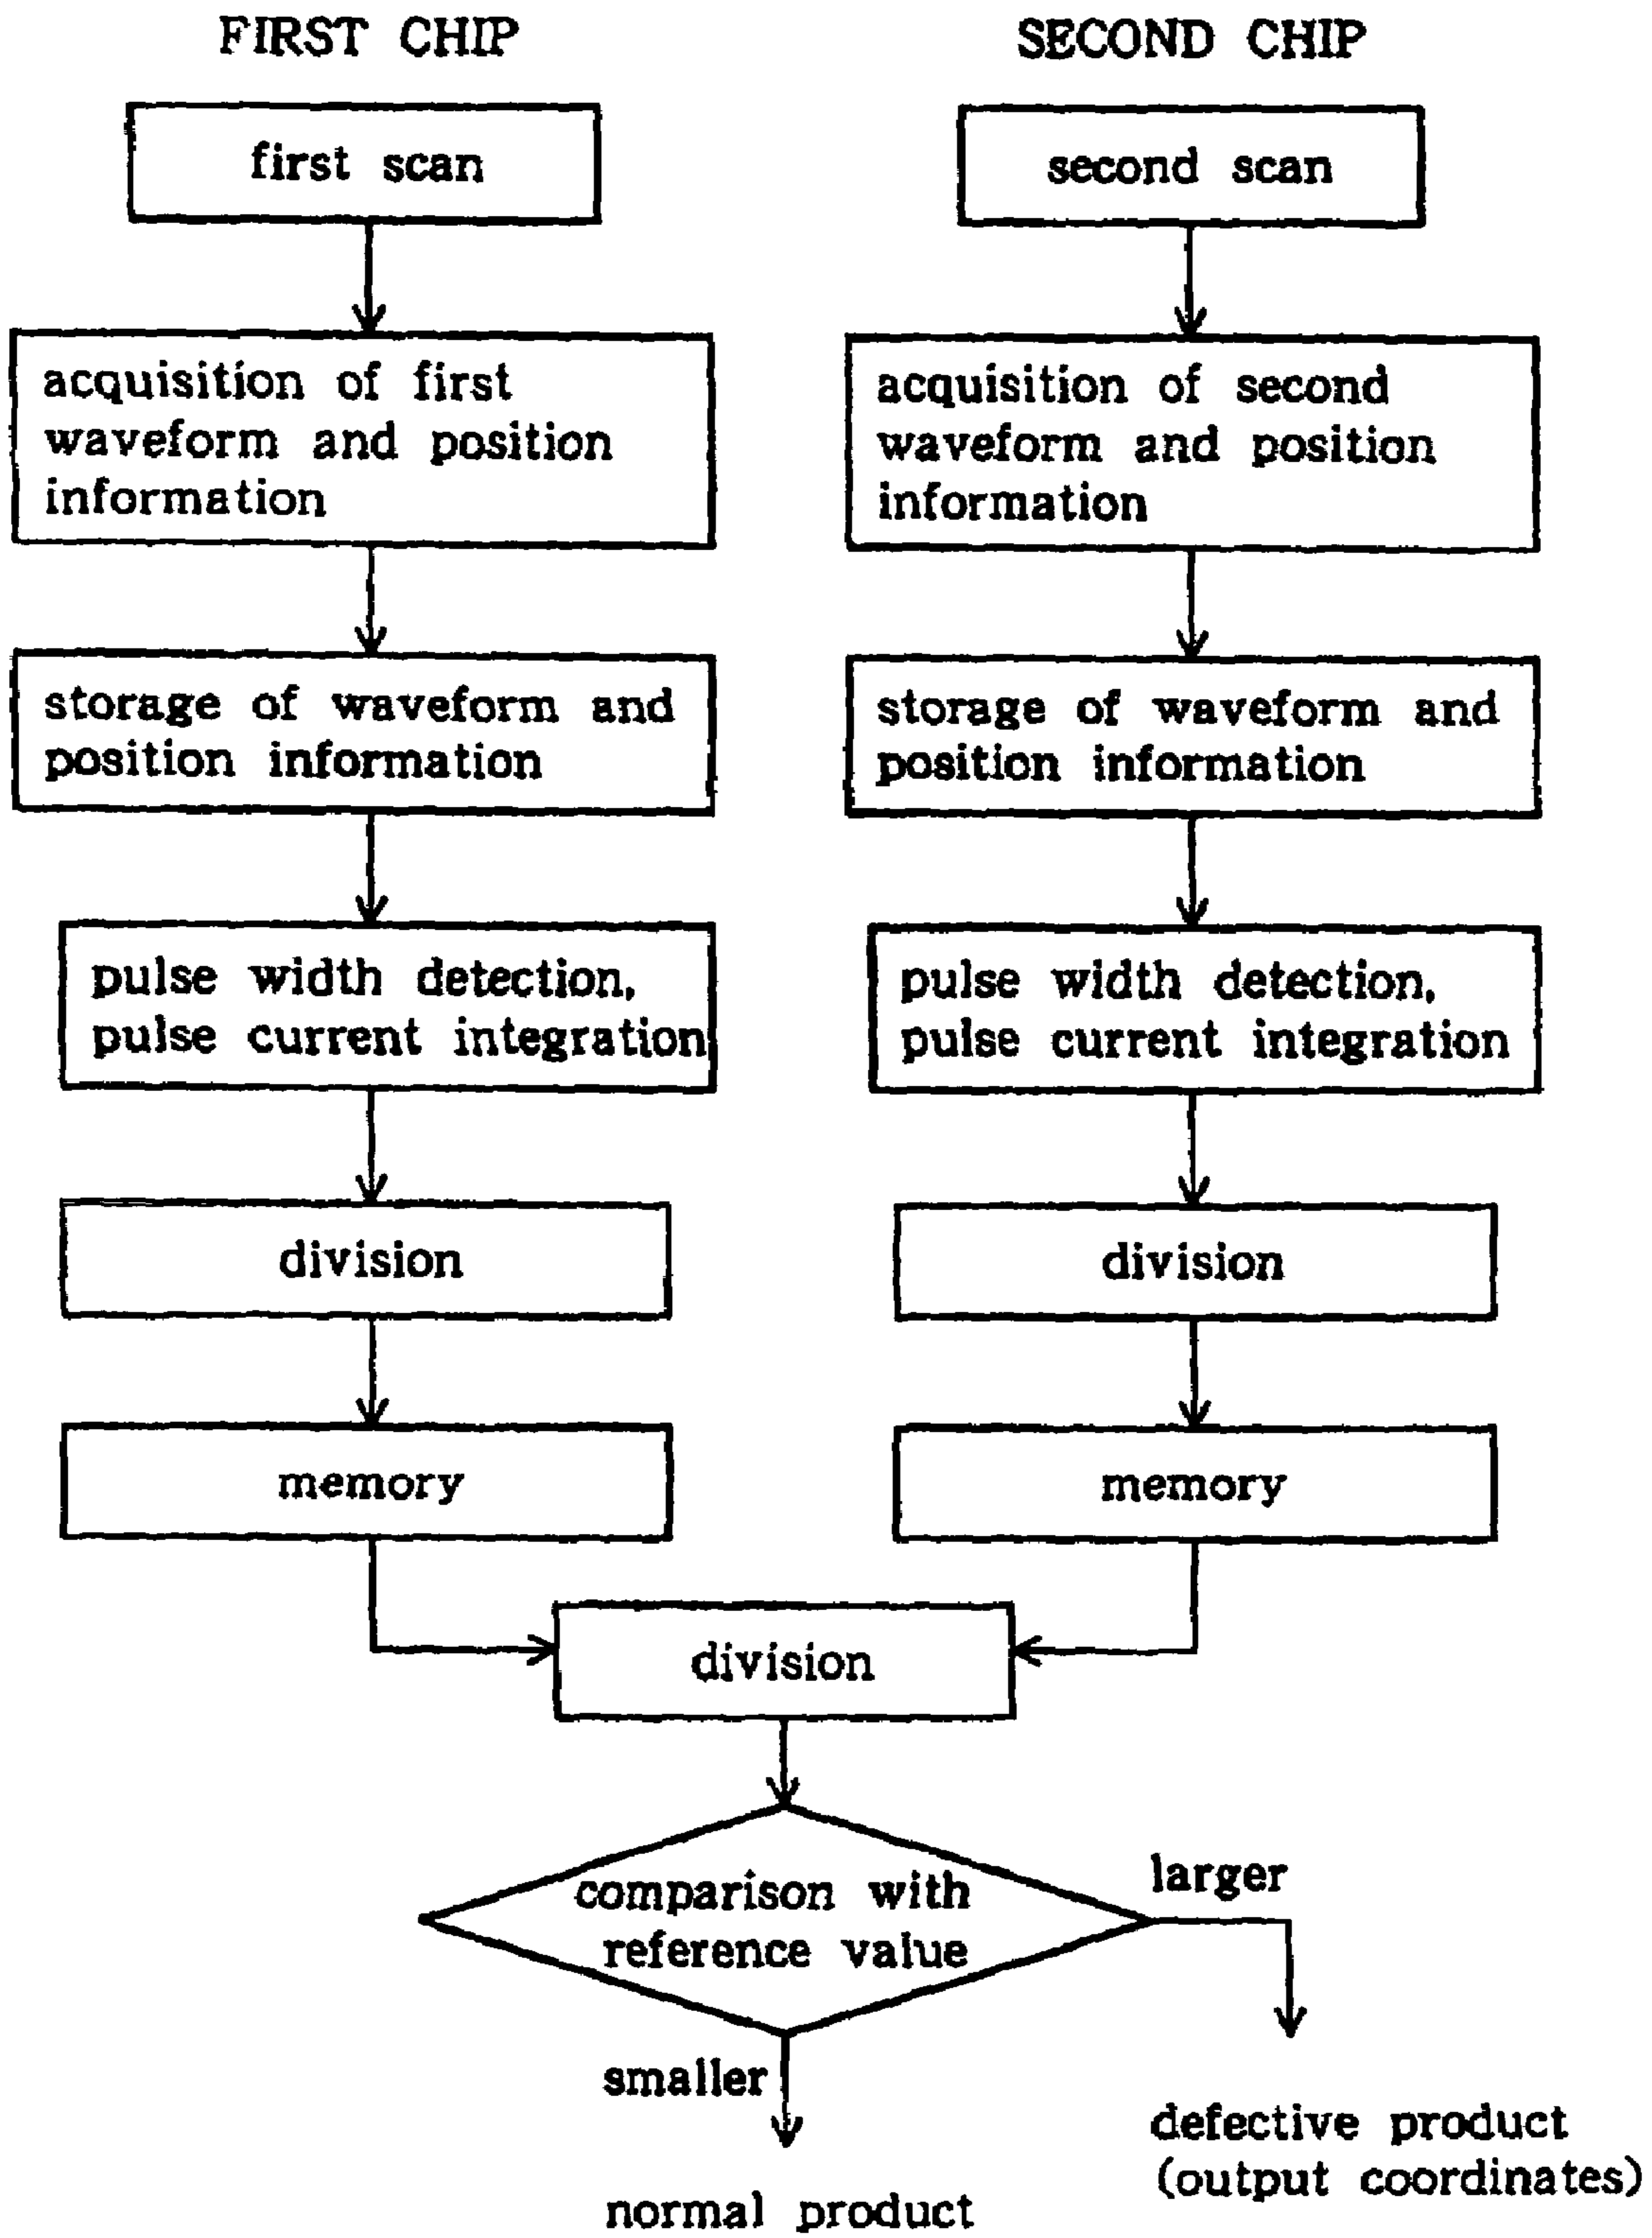 FIRST CHIP
first scan
acquisition of first
waveform and position
information
storage of waveform and
position information
pulse width detection,
pulse current integration
division
memory
SECOND CHIP
second scan
acquisition of second
waveform and position
information
storage of waveform and
position information
pulse width detection,
pulse current integration
division
memory
division
comparison with
reference value
larger
smaller
defective product
(output coordinates)
normal product